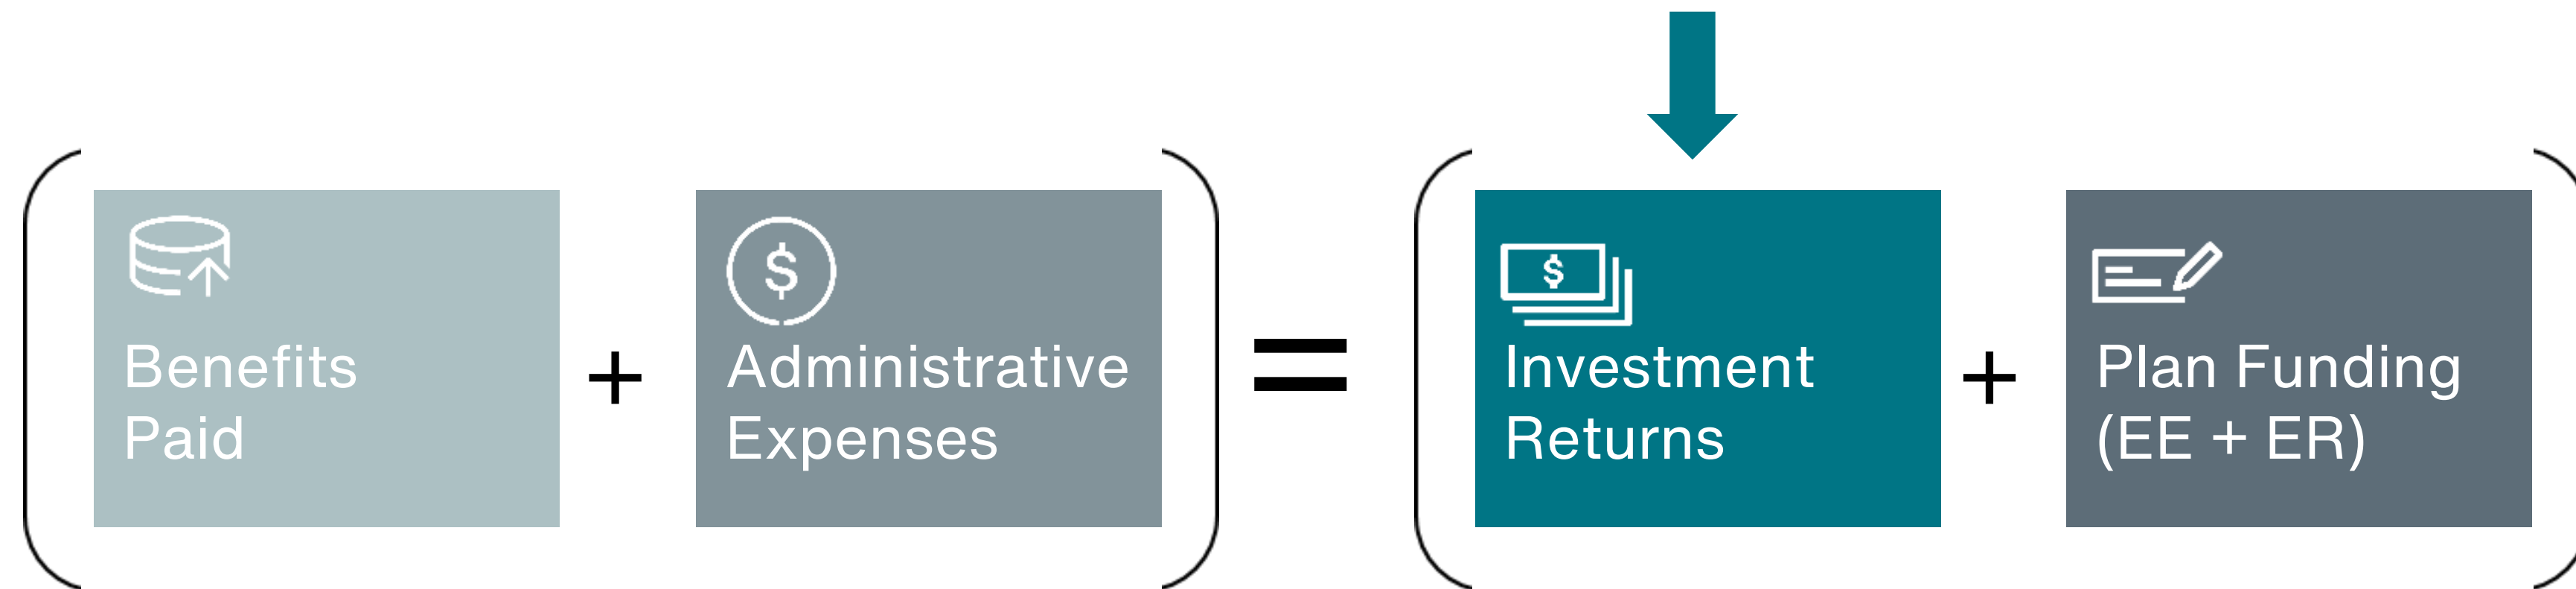 $
$
Benefits
Paid
+
Administrative
Expenses
=
Investment
Returns
+
Plan Funding
(EE + ER)